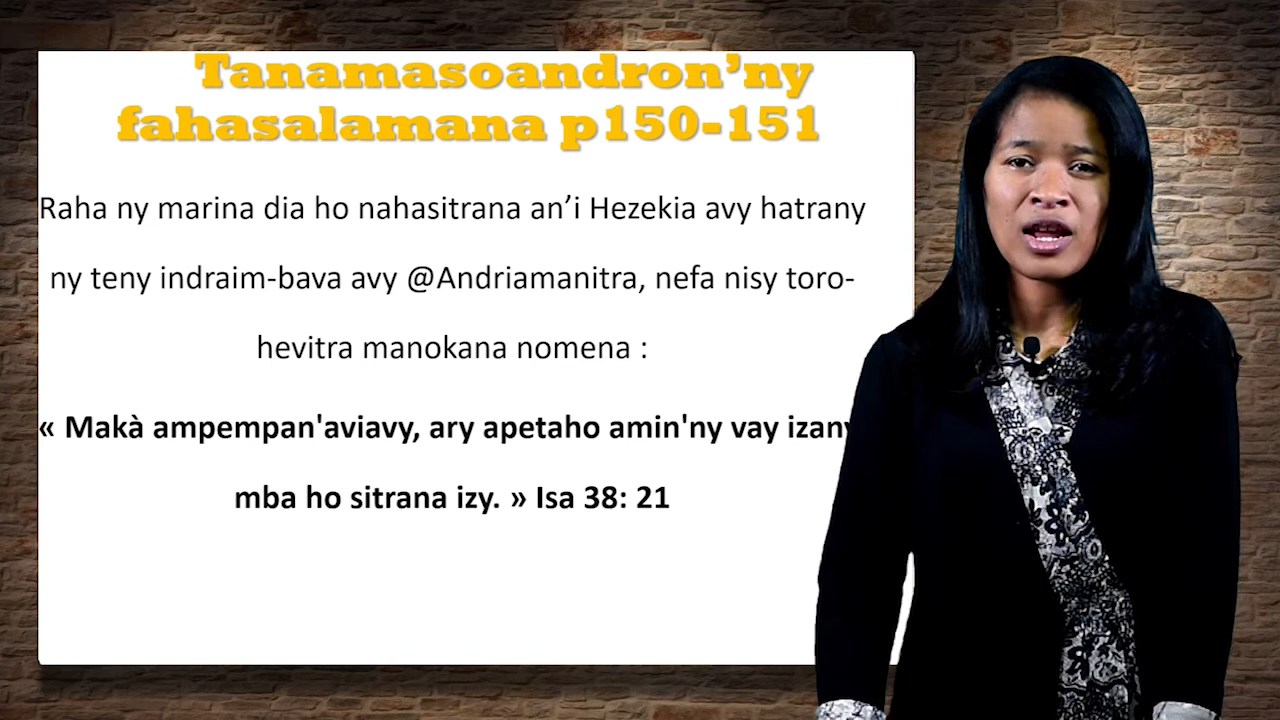 Tanamasoandron’ny
fahasalamana p150-151
Raha ny marina dia ho nahasitrana an’i Hezekia avy hatrany
ny teny indraim-bava avy @Andriamanitra, nefa nisy toro-
hevitra manokana nomena :
« Makà ampempan'aviavy, ary apetaho amin'ny vay
mba ho sitrana izy. » Isa 38: 21